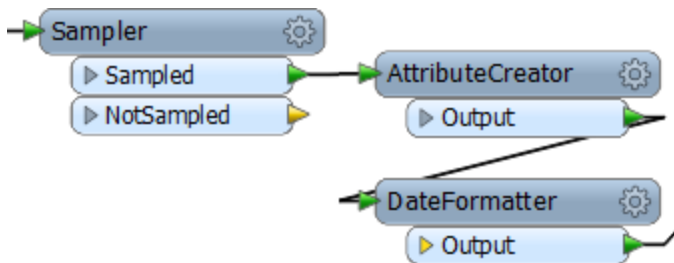 Sampler
Sampled
NotSampled
AttributeCreator
Output
DateFormatter
Output